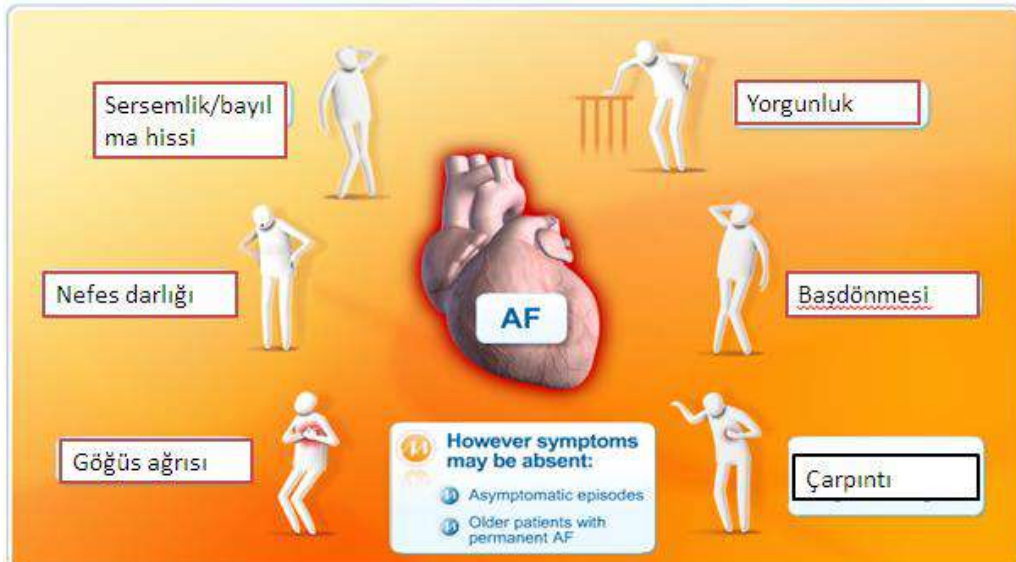 Sersemlik/bayıl
ma hissi
Yorgunluk
Nefes darlığı
AF
Başdönmesi
Göğüs ağrısı
However symptoms
may be absent:
Asymptomatic episodes
Older patients with
permanent AF
Çarpıntı